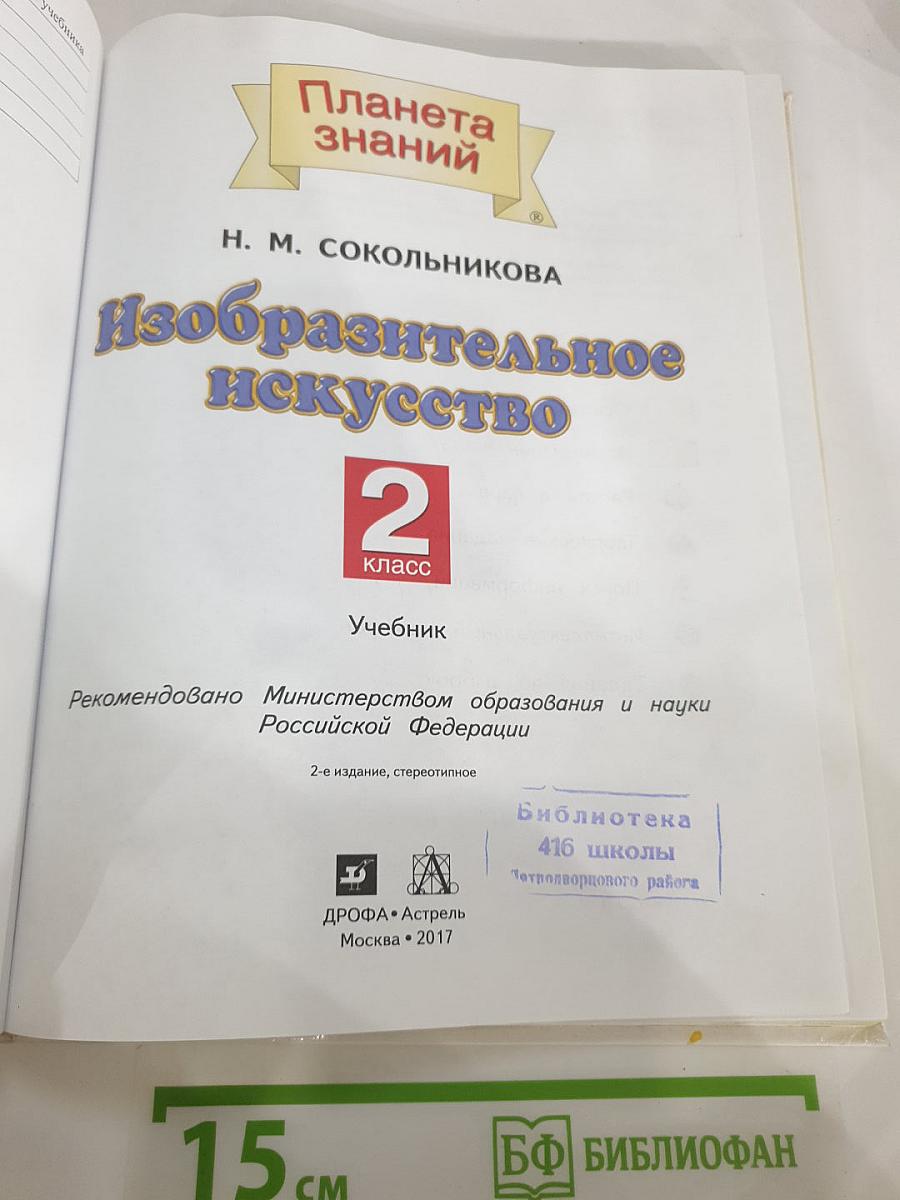 учебника
Планета
знаний
®
Н. М. СОКОЛЬНИКОВА
Изобразительное
искусство
2
класс
Учебник
Рекомендовано Министерством образования и науки
Российской Федерации
2-е издание, стереотипное
Библиотека
416 школы
Петродворцового района
ДРОФА • Астрель
Москва • 2017
15 см
БФ БИБЛИОФАН